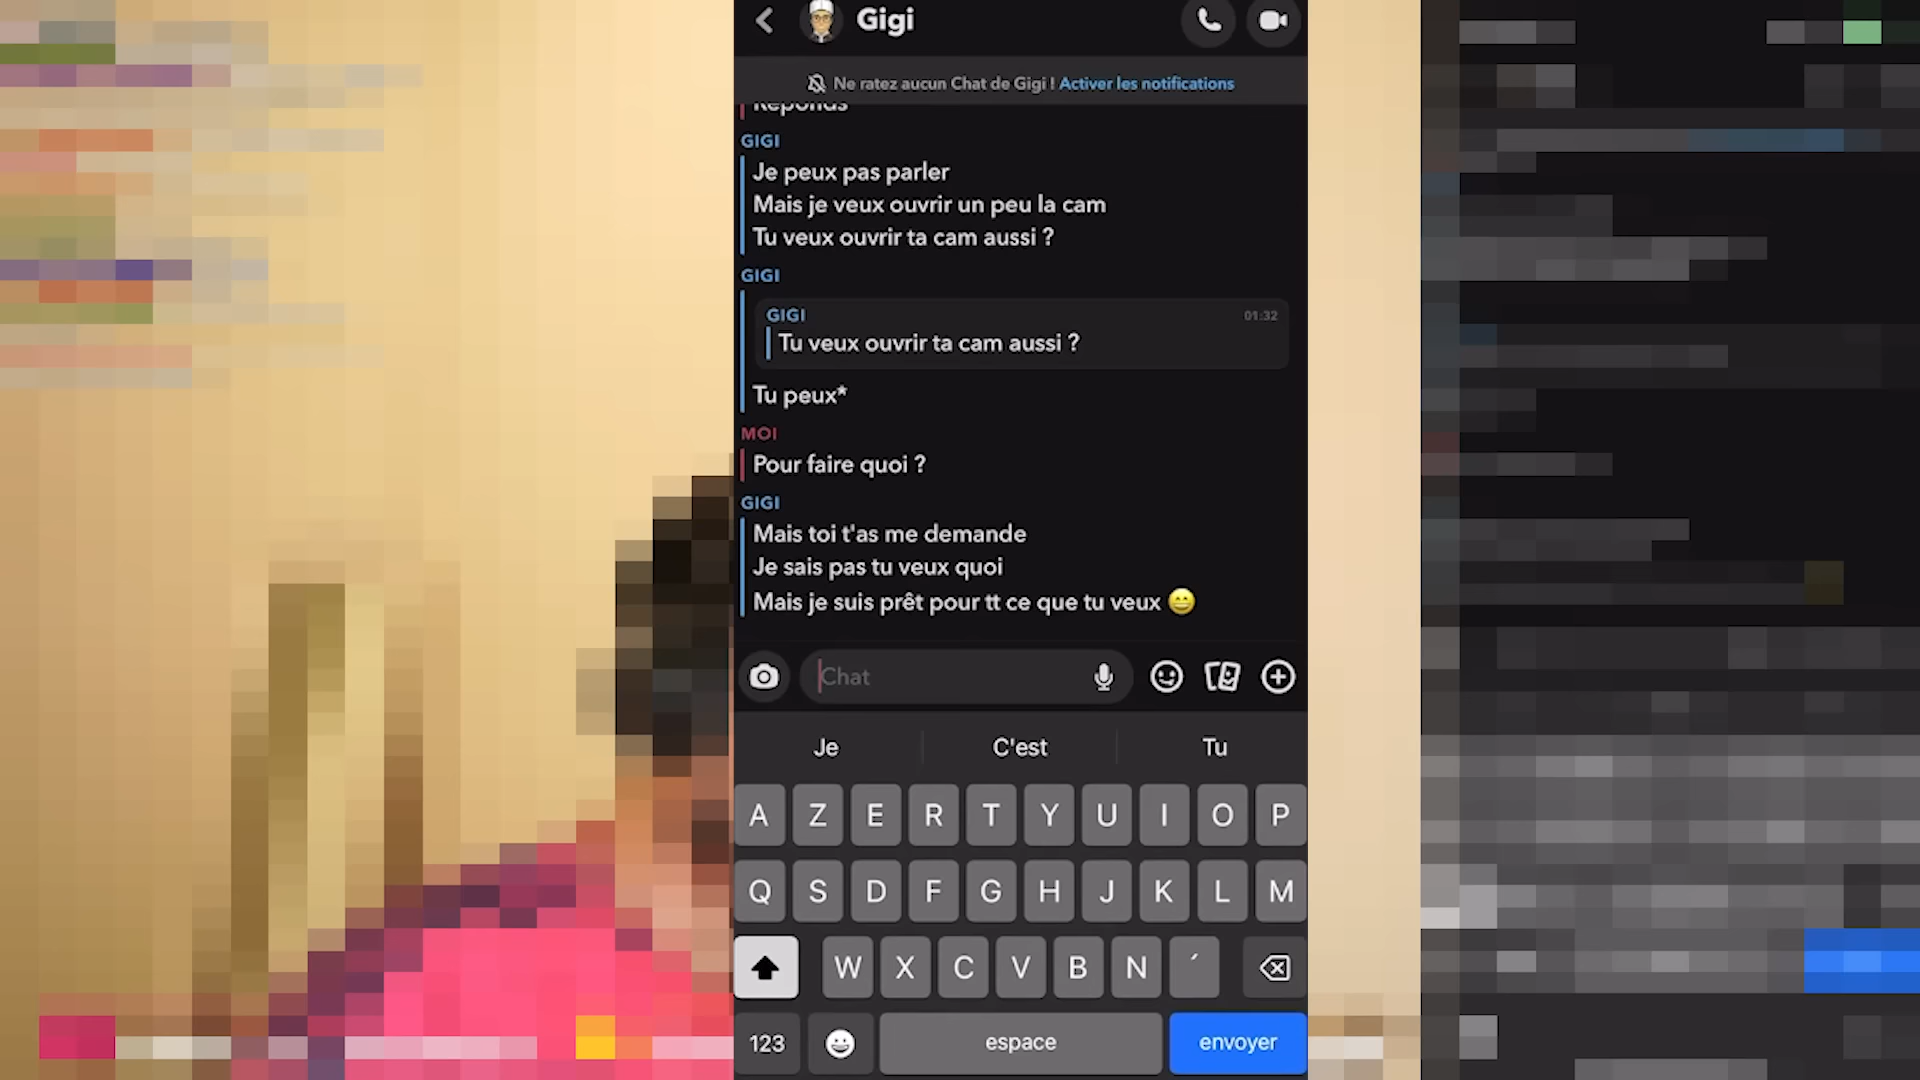 Gigi
Ne ratez aucun Chat de Gigi ! Activer les notifications
Réponds
GIGI
Je peux pas parler
Mais je veux ouvrir un peu la cam
Tu veux ouvrir ta cam aussi ?
GIGI
GIGI 01:32
Tu veux ouvrir ta cam aussi ?
Tu peux*
MOI
Pour faire quoi ?
GIGI
Mais toi t'as me demande
Je sais pas tu veux quoi
Mais je suis prêt pour tt ce que tu veux 😄
Chat
Je C'est Tu
A Z E R T Y U I O P
Q S D F G H J K L M
W X C V B N ´
123 espace envoyer